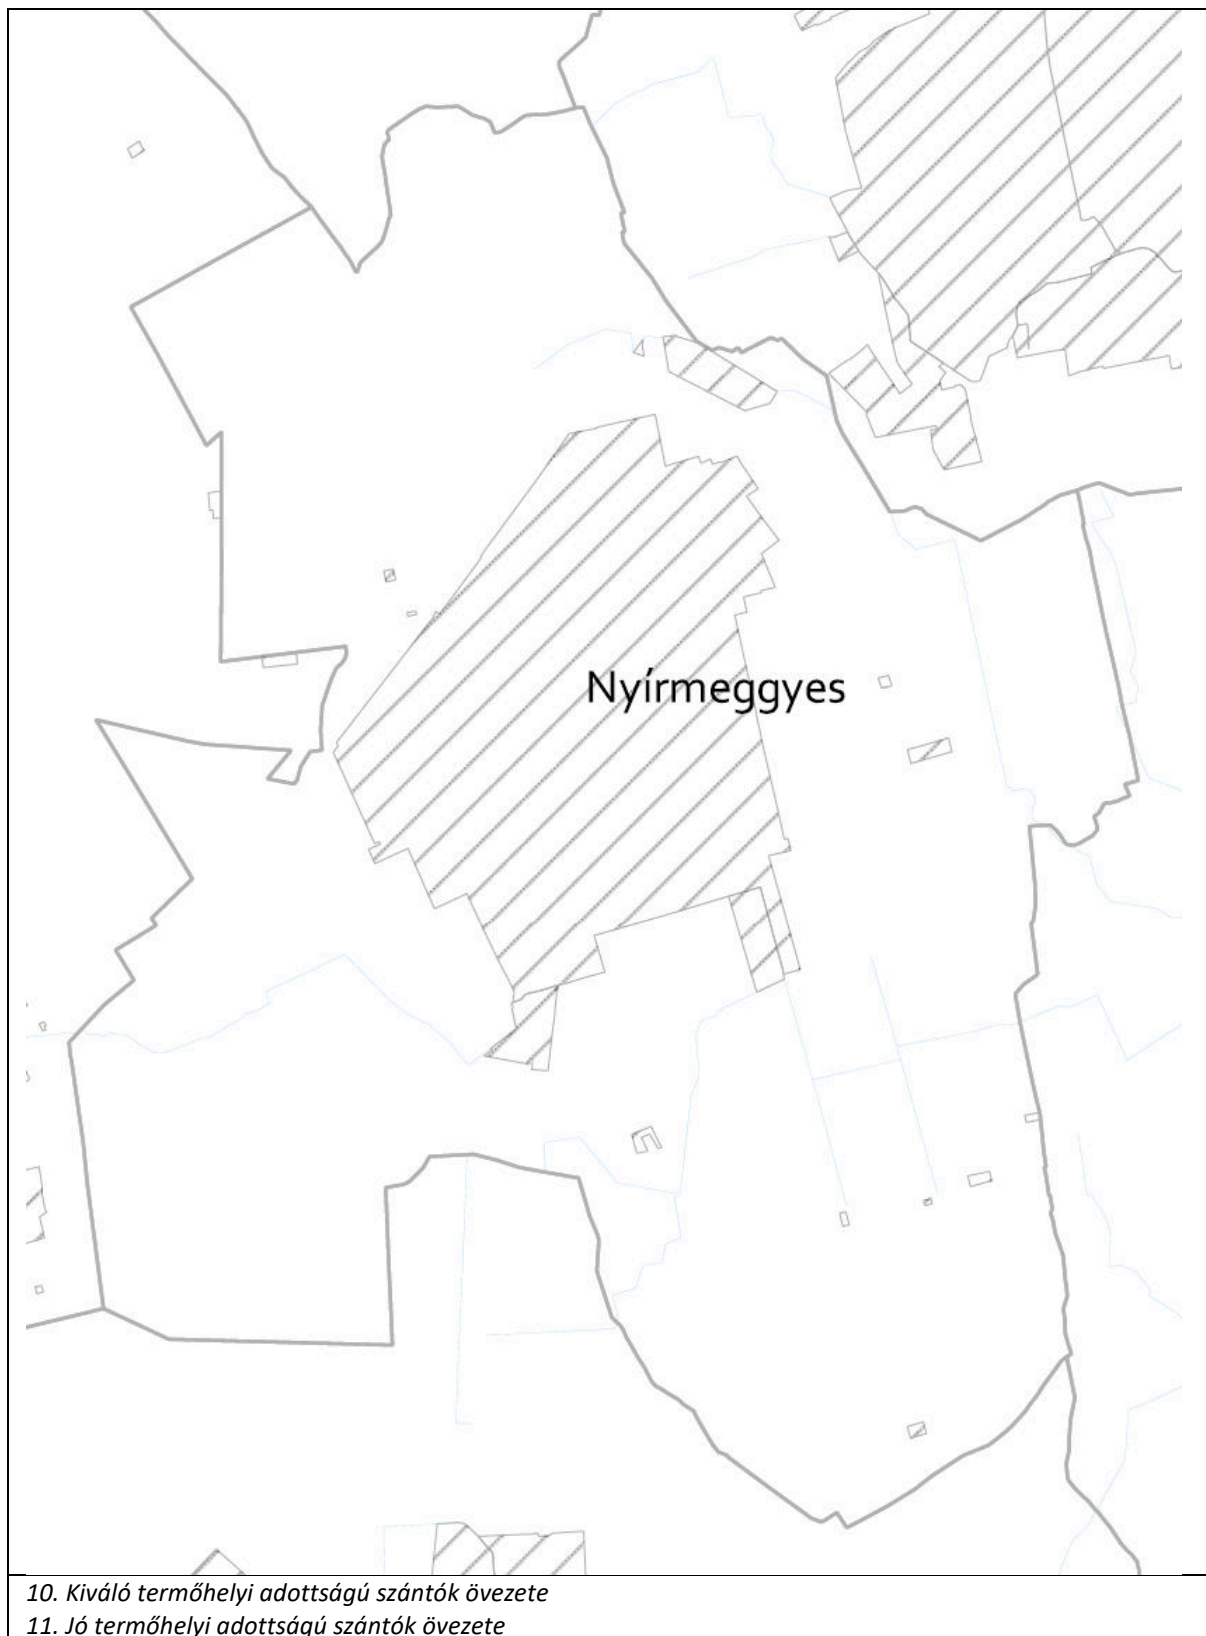 Nyírmeggyes
10. Kiváló termőhelyi adottságú szántók övezete
11. Jó termőhelyi adottságú szántók övezete